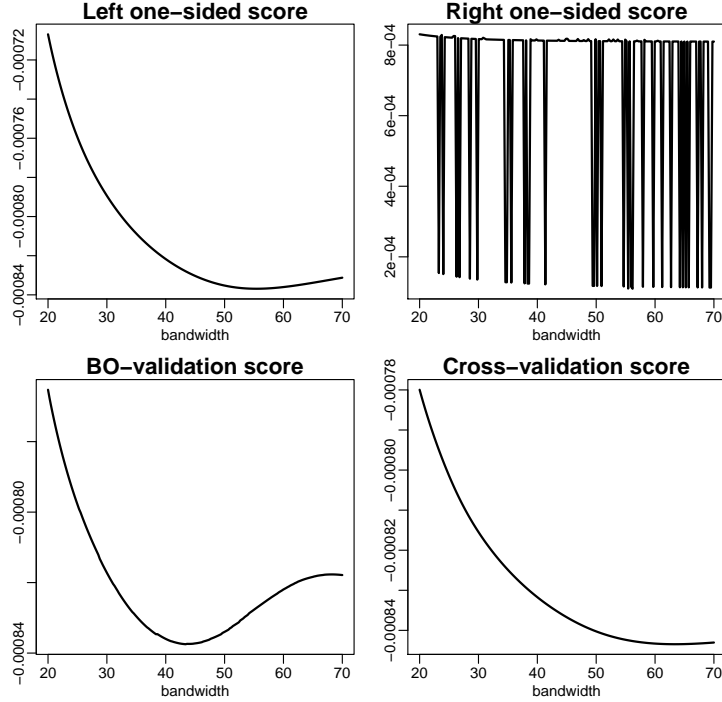 Left one−sided score
−0.00084 −0.00080 −0.00076 −0.00072
20 30 40 50 60 70
bandwidth
Right one−sided score
2e−04 4e−04 6e−04 8e−04
20 30 40 50 60 70
bandwidth
BO−validation score
−0.00084 −0.00080
20 30 40 50 60 70
bandwidth
Cross−validation score
−0.00084 −0.00082 −0.00080 −0.00078
20 30 40 50 60 70
bandwidth